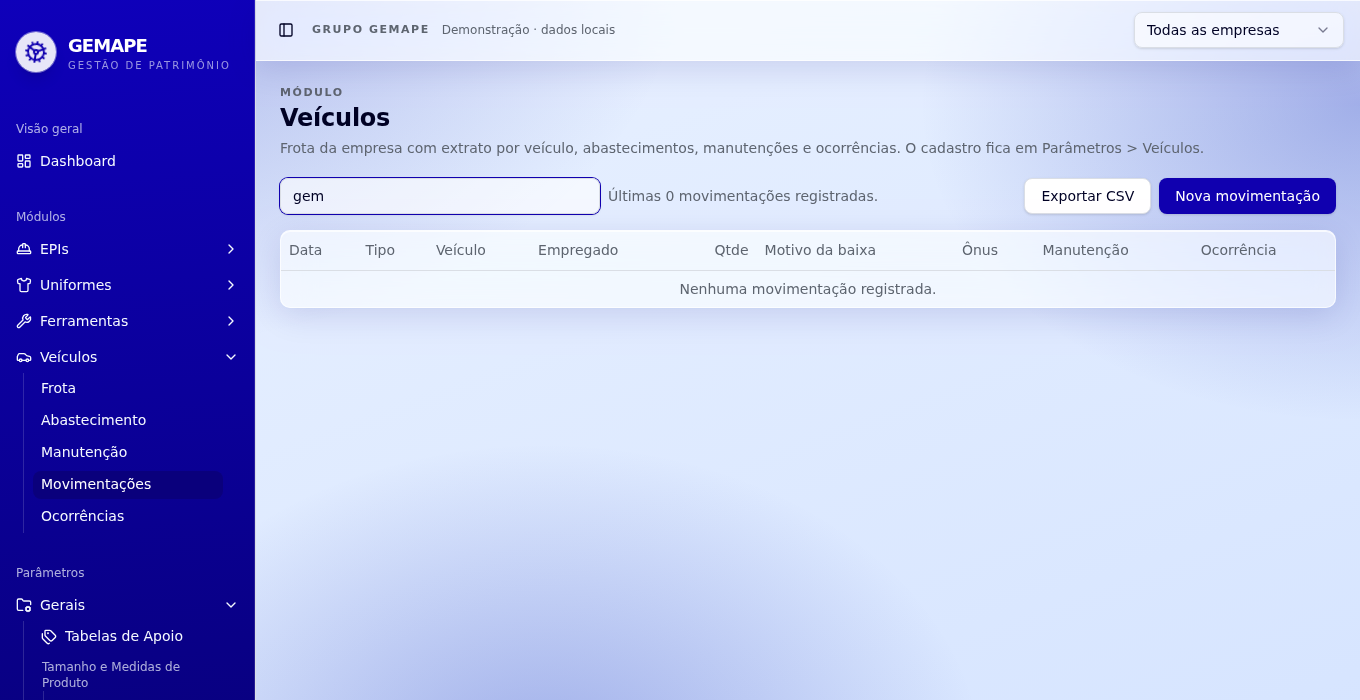 GEMAPE
GESTÃO DE PATRIMÔNIO
Visão geral
Dashboard
Módulos
EPIs
Uniformes
Ferramentas
Veículos
Frota
Abastecimento
Manutenção
Movimentações
Ocorrências
Parâmetros
Gerais
Tabelas de Apoio
Tamanho e Medidas de
Produto
GRUPO GEMAPE Demonstração · dados locais Todas as empresas
MÓDULO
Veículos
Frota da empresa com extrato por veículo, abastecimentos, manutenções e ocorrências. O cadastro fica em Parâmetros > Veículos.
gem Últimas 0 movimentações registradas. Exportar CSV Nova movimentação
Data Tipo Veículo Empregado Qtde Motivo da baixa Ônus Manutenção Ocorrência
Nenhuma movimentação registrada.